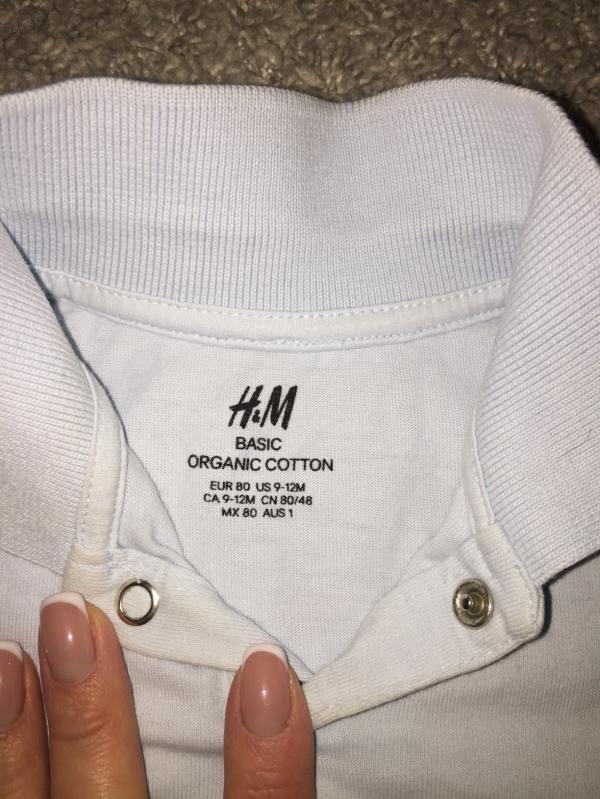 H&M
BASIC
ORGANIC COTTON
EUR 80 US 9-12M
CA 9-12M CN 80/48
MX 80 AUS 1